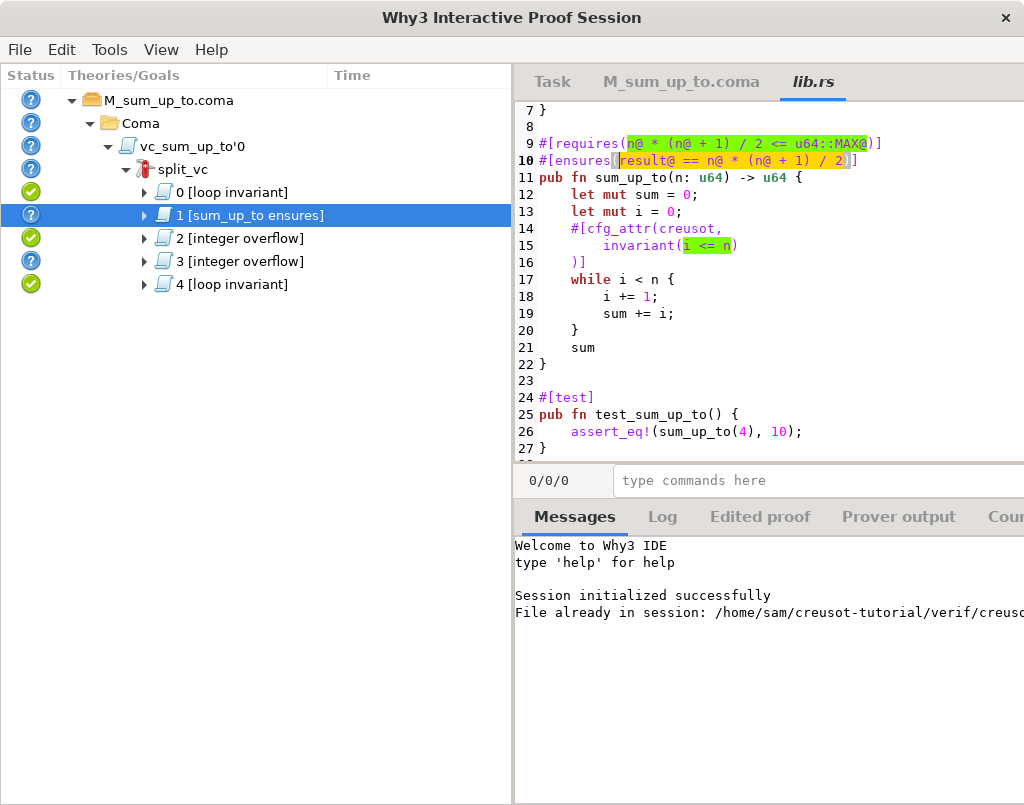 Why3 Interactive Proof Session ×
File Edit Tools View Help
Status Theories/Goals Time
M_sum_up_to.coma
Coma
vc_sum_up_to'0
split_vc
0 [loop invariant]
1 [sum_up_to ensures]
2 [integer overflow]
3 [integer overflow]
4 [loop invariant]
Task M_sum_up_to.coma lib.rs
7 }
8
9 #[requires(n@ * (n@ + 1) / 2 <= u64::MAX@)]
10 #[ensures(result@ == n@ * (n@ + 1) / 2)]
11 pub fn sum_up_to(n: u64) -> u64 {
12     let mut sum = 0;
13     let mut i = 0;
14     #[cfg_attr(creusot,
15         invariant(i <= n)
16     )]
17     while i < n {
18         i += 1;
19         sum += i;
20     }
21     sum
22 }
23
24 #[test]
25 pub fn test_sum_up_to() {
26     assert_eq!(sum_up_to(4), 10);
27 }
0/0/0 type commands here
Messages Log Edited proof Prover output Cour
Welcome to Why3 IDE
type 'help' for help
Session initialized successfully
File already in session: /home/sam/creusot-tutorial/verif/creuso